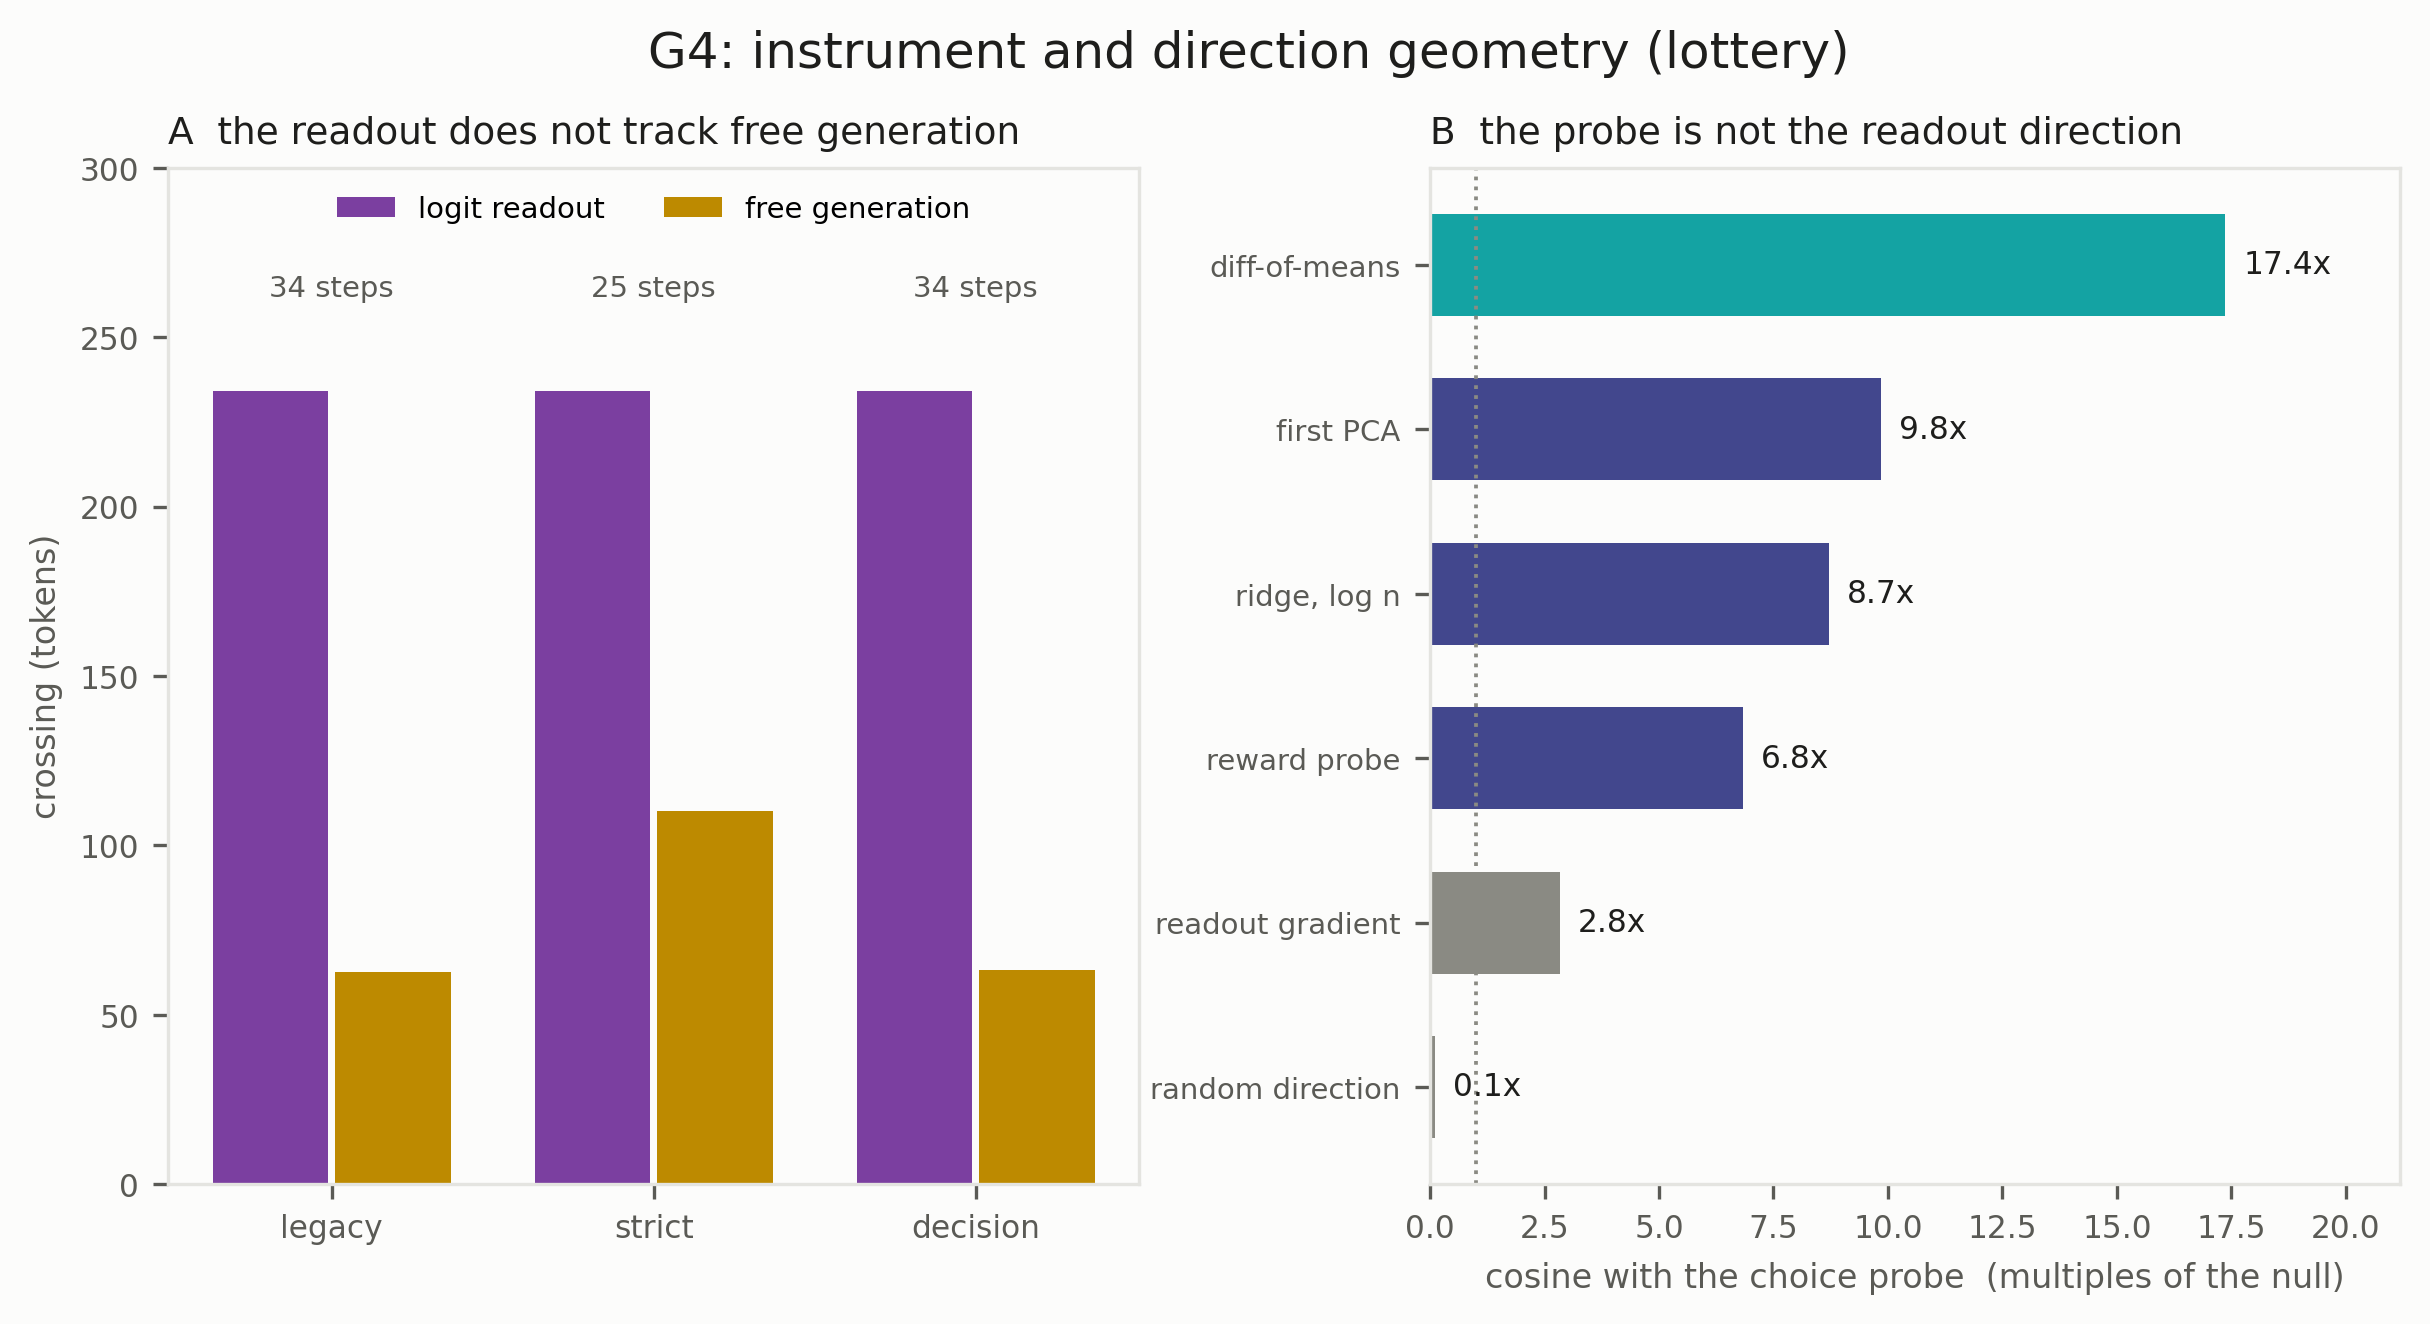 G4: instrument and direction geometry (lottery)
A  the readout does not track free generation
logit readout
free generation
34 steps
25 steps
34 steps
300
250
200
150
100
50
0
crossing (tokens)
legacy
strict
decision
B  the probe is not the readout direction
diff-of-means
17.4x
first PCA
9.8x
ridge, log n
8.7x
reward probe
6.8x
readout gradient
2.8x
random direction
0.1x
0.0
2.5
5.0
7.5
10.0
12.5
15.0
17.5
20.0
cosine with the choice probe  (multiples of the null)